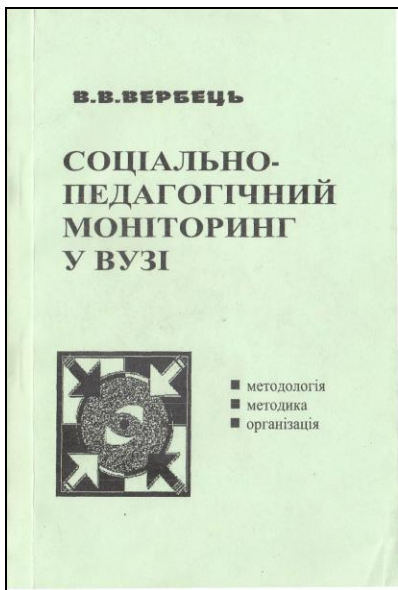 В.В.ВЕРБЕЦЬ
СОЦІАЛЬНО-
ПЕДАГОГІЧНИЙ
МОНІТОРИНГ
У ВУЗІ
методологія
методика
організація